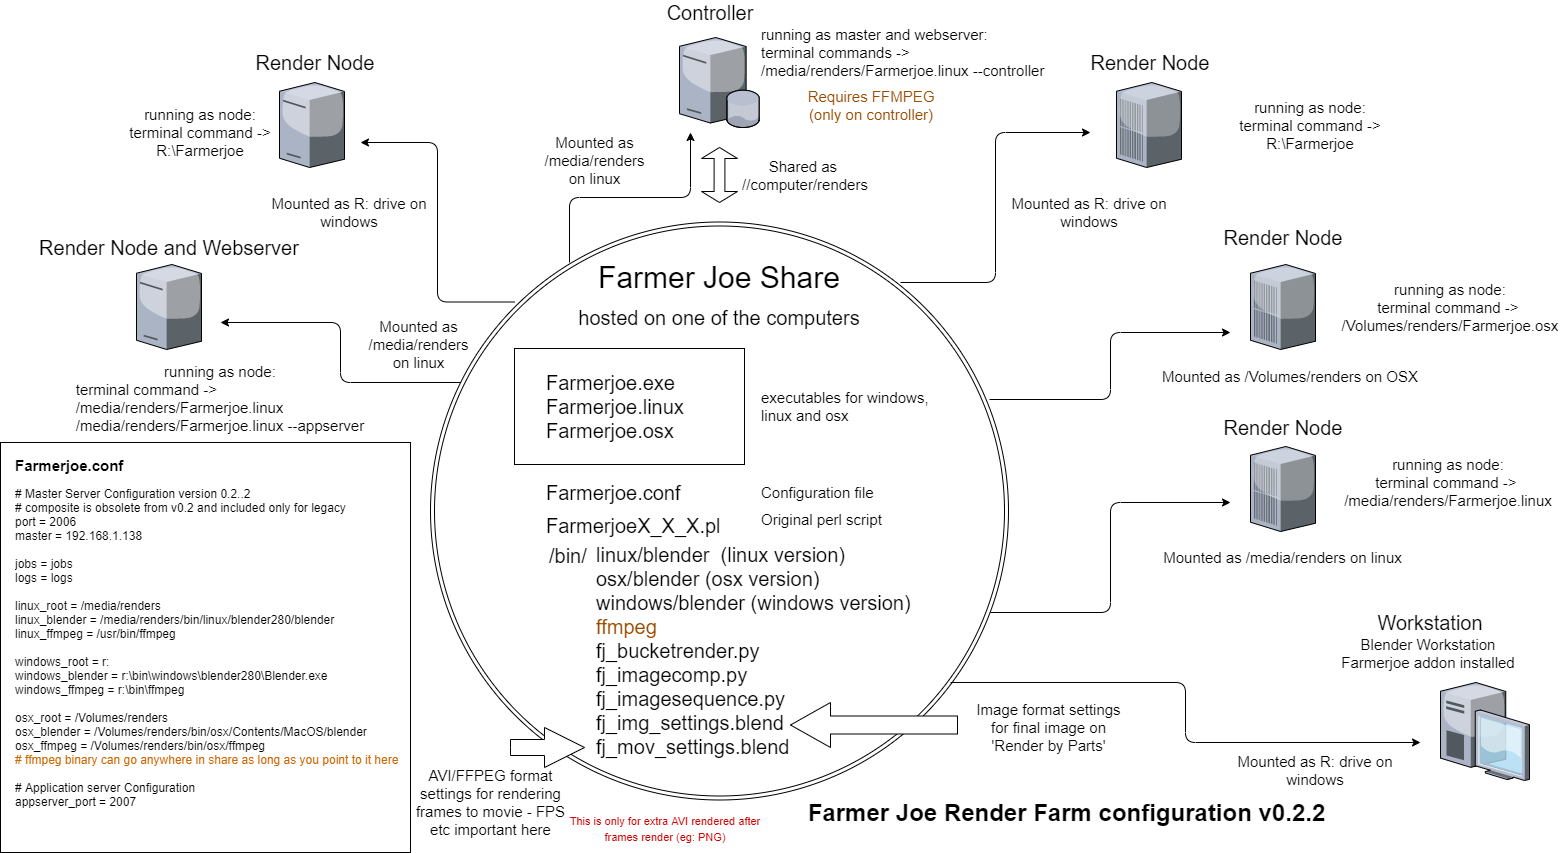 Controller
running as master and webserver:
terminal commands ->
/media/renders/Farmerjoe.linux --controller
Requires FFMPEG
(only on controller)
Render Node
running as node:
terminal command ->
R:\Farmerjoe
Mounted as R: drive on
windows
Mounted as
/media/renders
on linux
Shared as
//computer/renders
Render Node
running as node:
terminal command ->
R:\Farmerjoe
Mounted as R: drive on
windows
Render Node and Webserver
Mounted as
/media/renders
on linux
running as node:
terminal command ->
/media/renders/Farmerjoe.linux
/media/renders/Farmerjoe.linux --appserver
Farmer Joe Share
hosted on one of the computers
Farmerjoe.exe
Farmerjoe.linux
Farmerjoe.osx
executables for windows,
linux and osx
Farmerjoe.conf
Configuration file
FarmerjoeX_X_X.pl
Original perl script
/bin/
linux/blender (linux version)
osx/blender (osx version)
windows/blender (windows version)
ffmpeg
fj_bucketrender.py
fj_imagecomp.py
fj_imagesequence.py
fj_img_settings.blend
fj_mov_settings.blend
Render Node
running as node:
terminal command ->
/Volumes/renders/Farmerjoe.osx
Mounted as /Volumes/renders on OSX
Render Node
running as node:
terminal command ->
/media/renders/Farmerjoe.linux
Mounted as /media/renders on linux
Workstation
Blender Workstation
Farmerjoe addon installed
Mounted as R: drive on
windows
Image format settings
for final image on
'Render by Parts'
Farmerjoe.conf
# Master Server Configuration version 0.2..2
# composite is obsolete from v0.2 and included only for legacy
port = 2006
master = 192.168.1.138
jobs = jobs
logs = logs
linux_root = /media/renders
linux_blender = /media/renders/bin/linux/blender280/blender
linux_ffmpeg = /usr/bin/ffmpeg
windows_root = r:
windows_blender = r:\bin\windows\blender280\Blender.exe
windows_ffmpeg = r:\bin\ffmpeg
osx_root = /Volumes/renders
osx_blender = /Volumes/renders/bin/osx/Contents/MacOS/blender
osx_ffmpeg = /Volumes/renders/bin/osx/ffmpeg
# ffmpeg binary can go anywhere in share as long as you point to it here
# Application server Configuration
appserver_port = 2007
AVI/FFPEG format
settings for rendering
frames to movie - FPS
etc important here
This is only for extra AVI rendered after
frames render (eg: PNG)
Farmer Joe Render Farm configuration v0.2.2